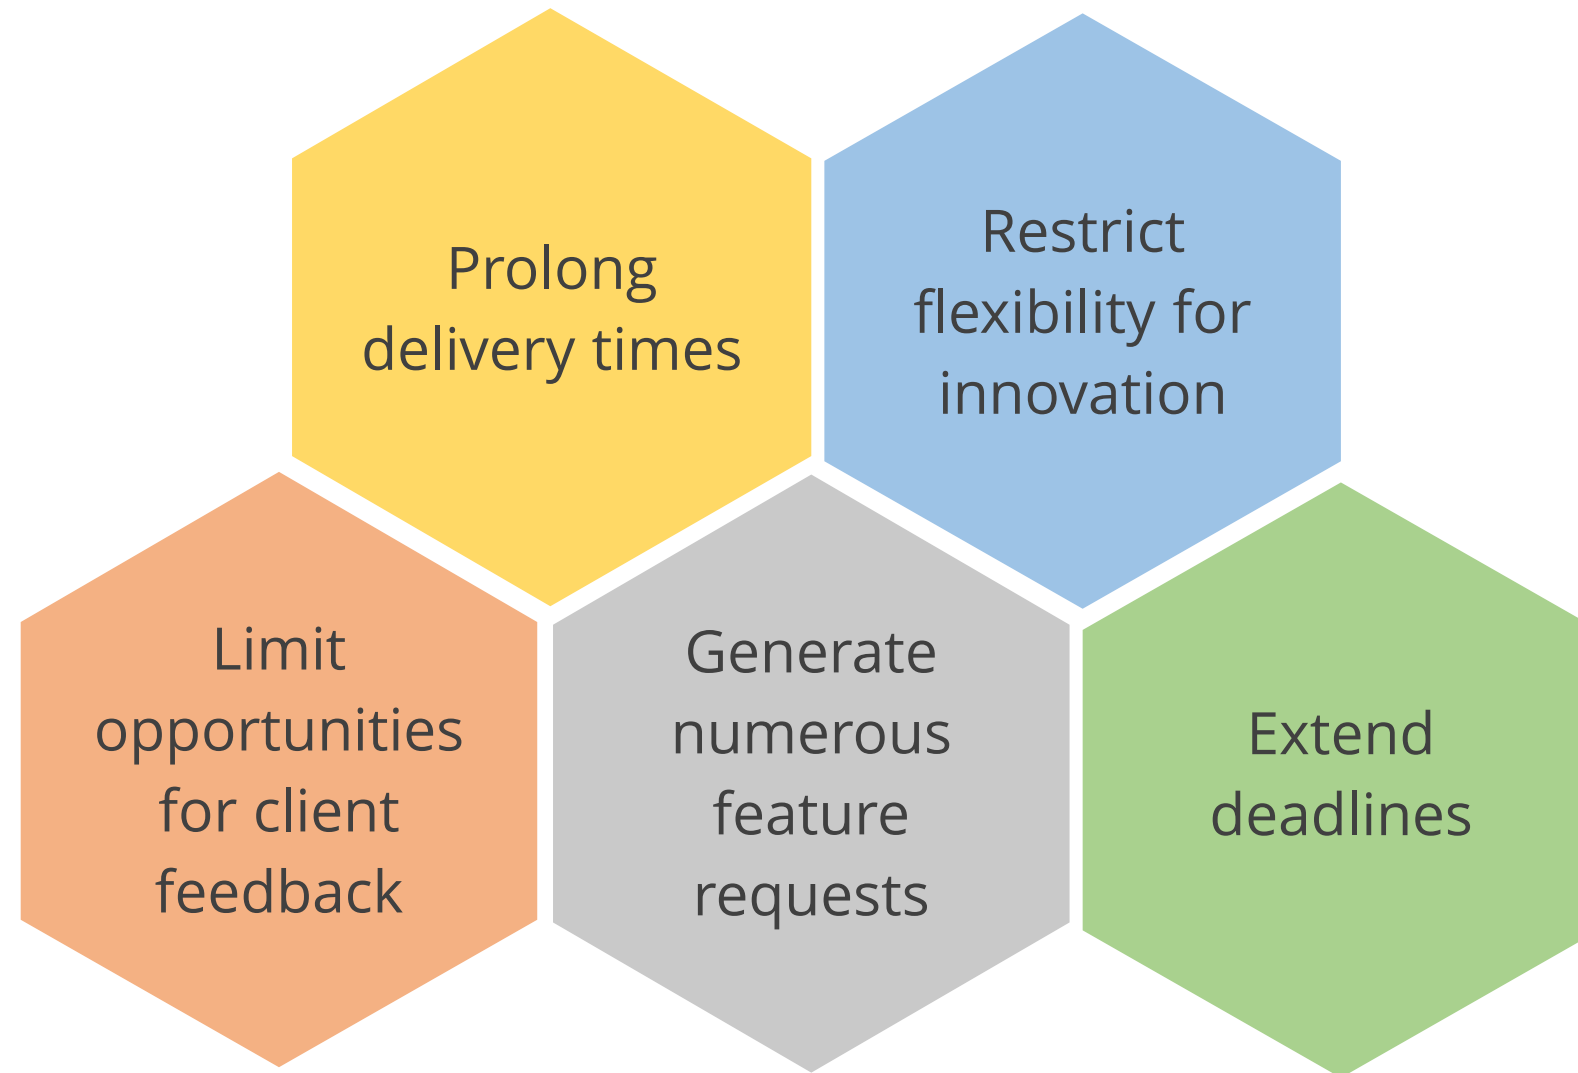 Prolong
delivery times
Restrict
flexibility for
innovation
Limit
opportunities
for client
feedback
Generate
numerous
feature
requests
Extend
deadlines